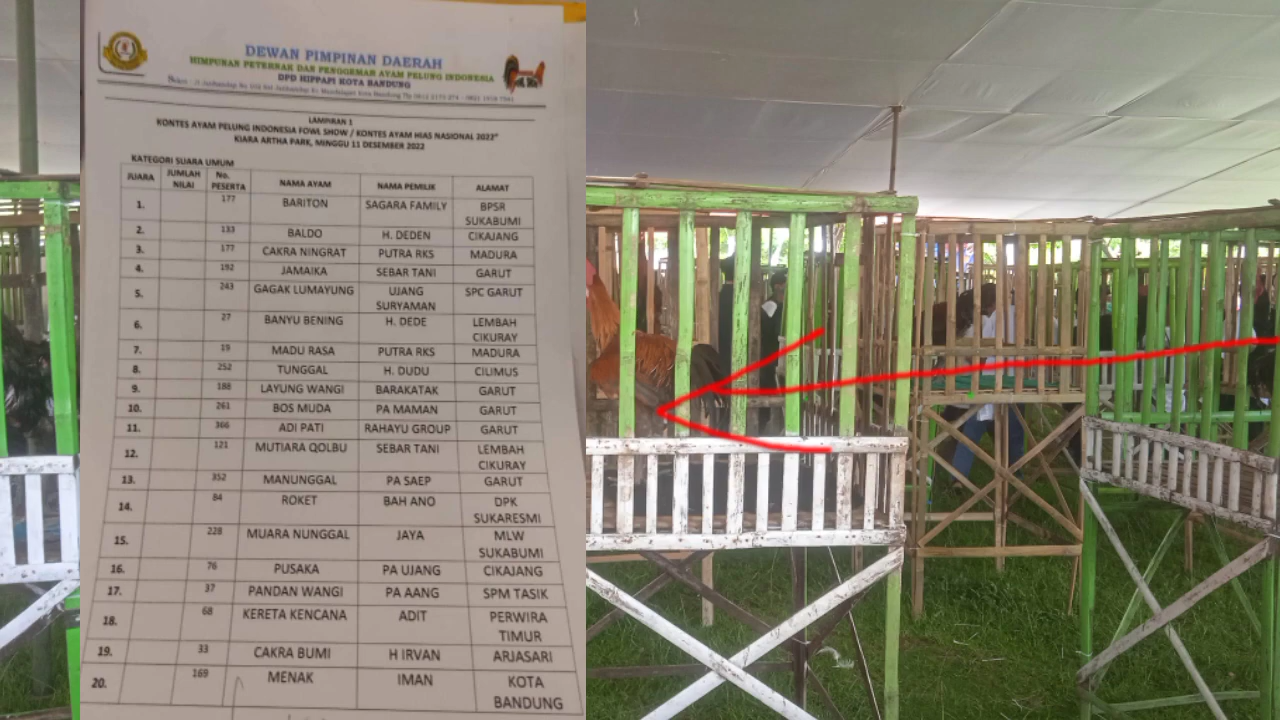 DEWAN PIMPINAN DAERAH
HIMPUNAN PETERNAK DAN PENGGEMAR AYAM PELUNG INDONESIA
DPD HIPPAPI KOTA BANDUNG
LAMPIRAN 1
KONTES AYAM PELUNG INDONESIA FOWL SHOW / KONTES AYAM HIAS NASIONAL 2022"
KIARA ARTHA PARK, MINGGU 11 DESEMBER 2022
KATEGORI SUARA UMUM
JUARA JUMLAH NILAI No. PESERTA NAMA AYAM NAMA PEMILIK ALAMAT
1. 177 BARITON SAGARA FAMILY BPSR SUKABUMI
2. 133 BALDO H. DEDEN CIKAJANG
3. 177 CAKRA NINGRAT PUTRA RKS MADURA
4. 192 JAMAIKA SEBAR TANI GARUT
5. 243 GAGAK LUMAYUNG UJANG SURYAMAN SPC GARUT
6. 27 BANYU BENING H. DEDE LEMBAH CIKURAY
7. 19 MADU RASA PUTRA RKS MADURA
8. 252 TUNGGAL H. DUDU CILIMUS
9. 188 LAYUNG WANGI BARAKATAK GARUT
10. 261 BOS MUDA PA MAMAN GARUT
11. 366 ADI PATI RAHAYU GROUP GARUT
12. 121 MUTIARA QOLBU SEBAR TANI LEMBAH CIKURAY
13. 352 MANUNGGAL PA SAEP GARUT
14. 84 ROKET BAH ANO DPK SUKARESMI
15. 228 MUARA NUNGGAL JAYA MLW SUKABUMI
16. 76 PUSAKA PA UJANG CIKAJANG
17. 37 PANDAN WANGI PA AANG SPM TASIK
18. 68 KERETA KENCANA ADIT PERWIRA TIMUR
19. 33 CAKRA BUMI H IRVAN ARJASARI
20. 169 MENAK IMAN KOTA BANDUNG